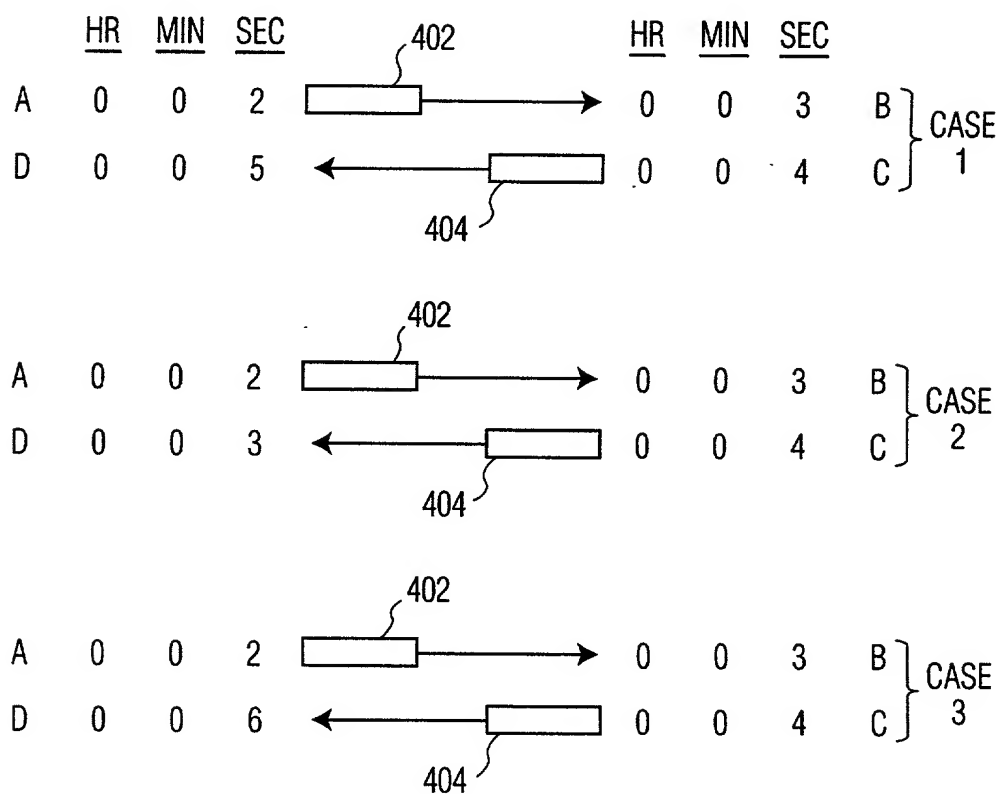 HR MIN SEC 402 HR MIN SEC
A 0 0 2 0 0 3 B
D 0 0 5 0 0 4 C
CASE 1
404
402
A 0 0 2 0 0 3 B
D 0 0 3 0 0 4 C
CASE 2
404
402
A 0 0 2 0 0 3 B
D 0 0 6 0 0 4 C
CASE 3
404